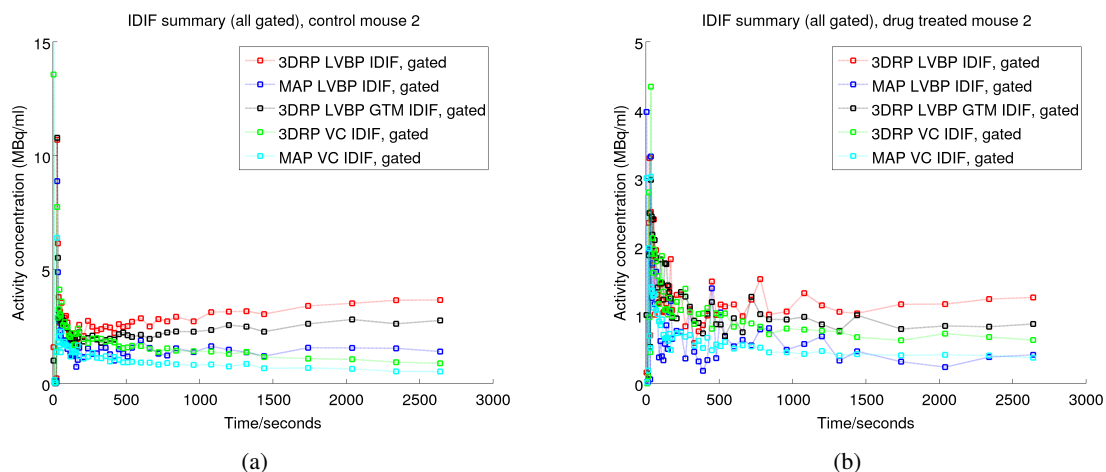 IDIF summary (all gated), control mouse 2
15
10
5
0
Activity concentration (MBq/ml)
0 500 1000 1500 2000 2500 3000
Time/seconds
3DRP LVBP IDIF, gated
MAP LVBP IDIF, gated
3DRP LVBP GTM IDIF, gated
3DRP VC IDIF, gated
MAP VC IDIF, gated
(a)
IDIF summary (all gated), drug treated mouse 2
5
4
3
2
1
0
Activity concentration (MBq/ml)
0 500 1000 1500 2000 2500 3000
Time/seconds
3DRP LVBP IDIF, gated
MAP LVBP IDIF, gated
3DRP LVBP GTM IDIF, gated
3DRP VC IDIF, gated
MAP VC IDIF, gated
(b)